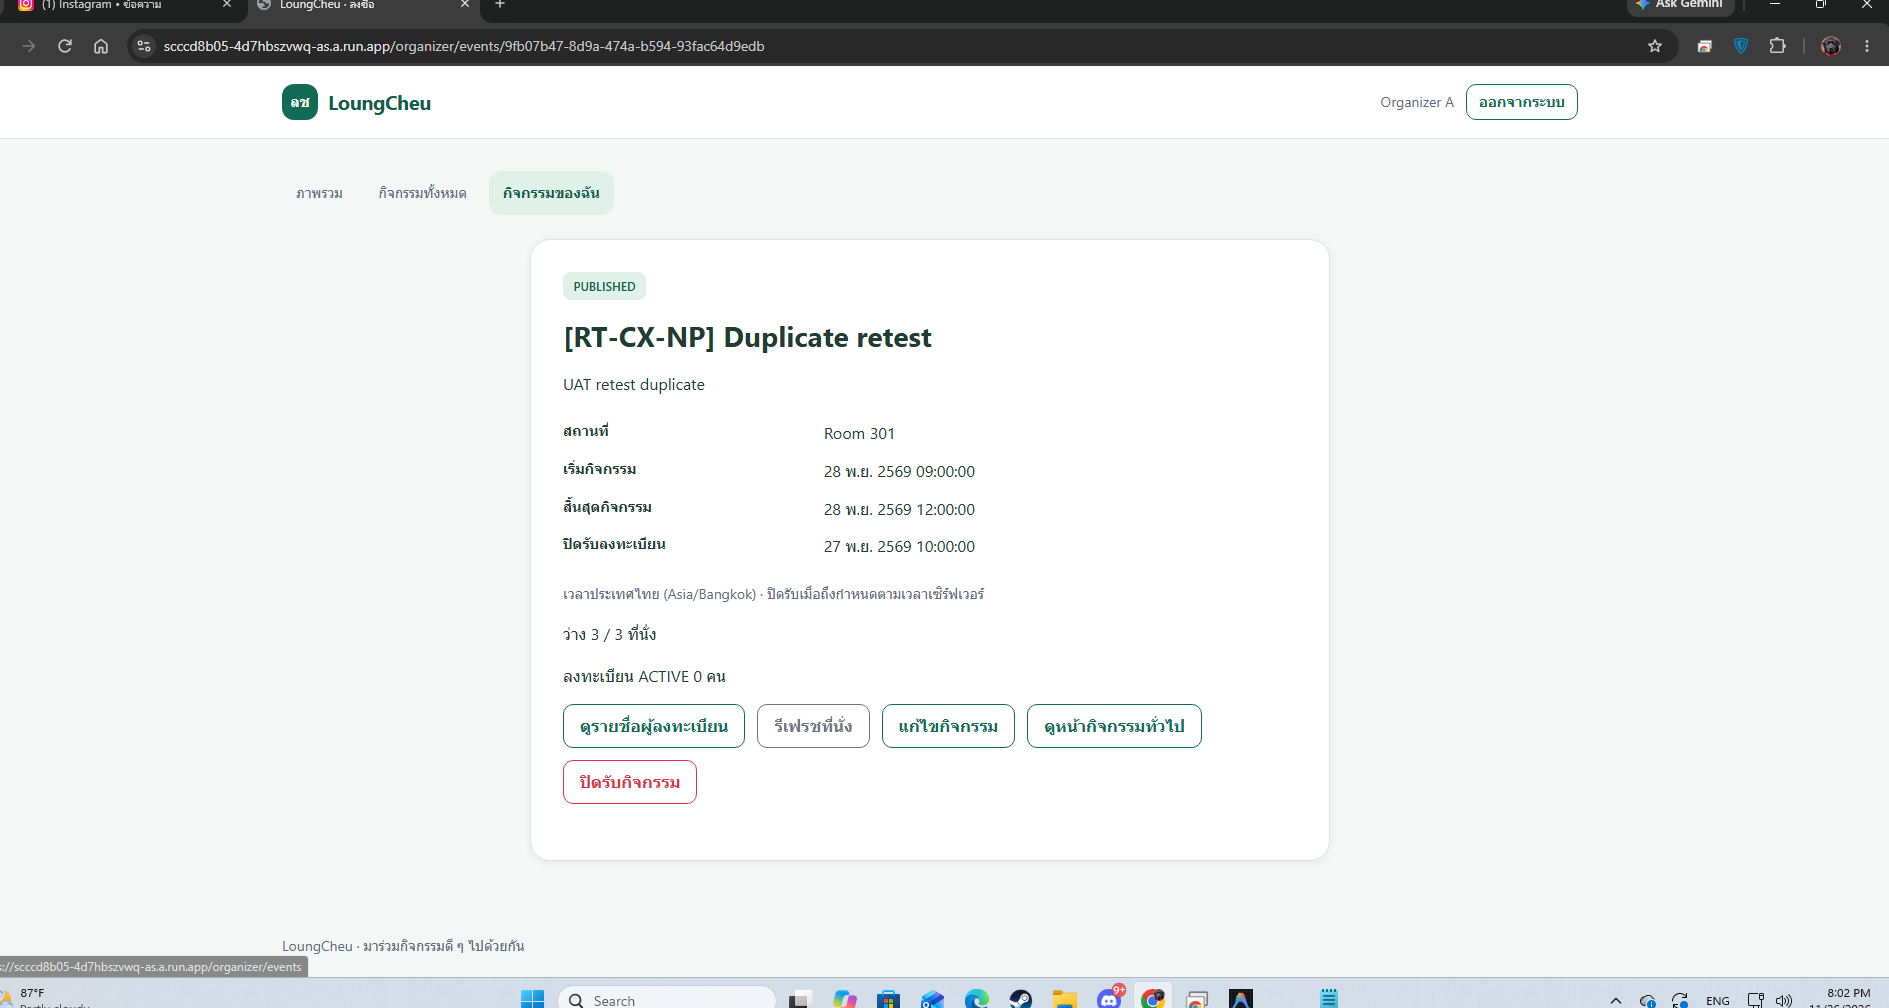 (1) Instagram • ข้อความ
LoungCheu · ลงชื่อ
Ask Gemini
scccd8b05-4d7hbszvwq-as.a.run.app/organizer/events/9fb07b47-8d9a-474a-b594-93fac64d9edb
ลช LoungCheu
Organizer A ออกจากระบบ
ภาพรวม กิจกรรมทั้งหมด กิจกรรมของฉัน
PUBLISHED
[RT-CX-NP] Duplicate retest
UAT retest duplicate
สถานที่ Room 301
เริ่มกิจกรรม 28 พ.ย. 2569 09:00:00
สิ้นสุดกิจกรรม 28 พ.ย. 2569 12:00:00
ปิดรับลงทะเบียน 27 พ.ย. 2569 10:00:00
เวลาประเทศไทย (Asia/Bangkok) · ปิดรับเมื่อถึงกำหนดตามเวลาเซิร์ฟเวอร์
ว่าง 3 / 3 ที่นั่ง
ลงทะเบียน ACTIVE 0 คน
ดูรายชื่อผู้ลงทะเบียน รีเฟรชที่นั่ง แก้ไขกิจกรรม ดูหน้ากิจกรรมทั่วไป
ปิดรับกิจกรรม
LoungCheu · มาร่วมกิจกรรมดี ๆ ไปด้วยกัน
s://scccd8b05-4d7hbszvwq-as.a.run.app/organizer/events
87°F
Partly cloudy
Search
9+
ENG
8:02 PM